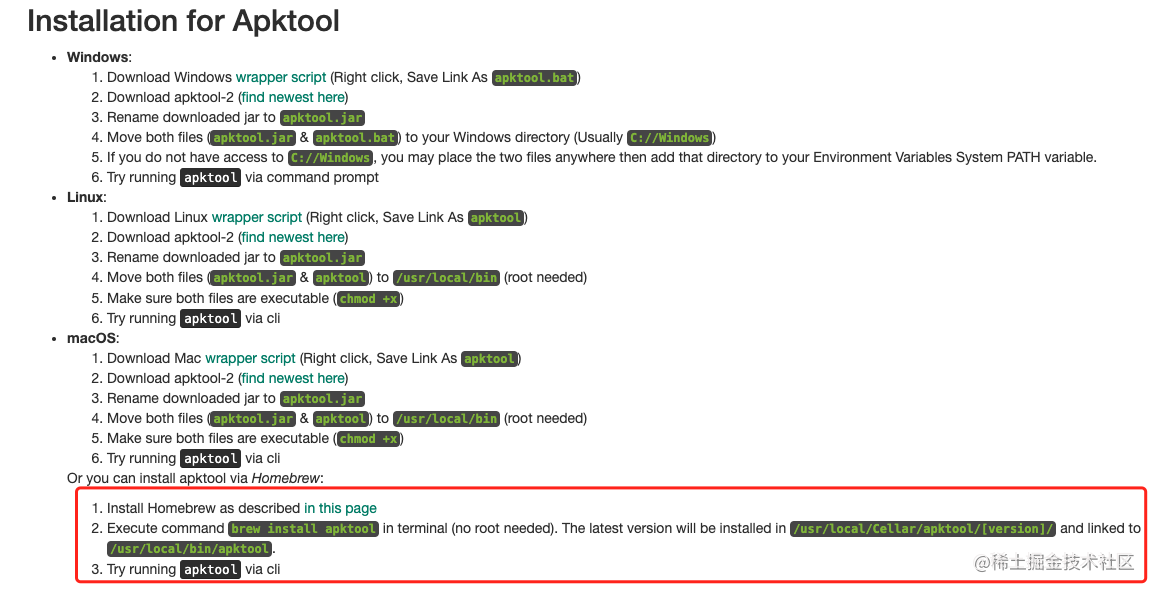 Installation for Apktool
• Windows:
1. Download Windows wrapper script (Right click, Save Link As apktool.bat)
2. Download apktool-2 (find newest here)
3. Rename downloaded jar to apktool.jar
4. Move both files (apktool.jar & apktool.bat) to your Windows directory (Usually C://Windows)
5. If you do not have access to C://Windows, you may place the two files anywhere then add that directory to your Environment Variables System PATH variable.
6. Try running apktool via command prompt
• Linux:
1. Download Linux wrapper script (Right click, Save Link As apktool)
2. Download apktool-2 (find newest here)
3. Rename downloaded jar to apktool.jar
4. Move both files (apktool.jar & apktool) to /usr/local/bin (root needed)
5. Make sure both files are executable (chmod +x)
6. Try running apktool via cli
• macOS:
1. Download Mac wrapper script (Right click, Save Link As apktool)
2. Download apktool-2 (find newest here)
3. Rename downloaded jar to apktool.jar
4. Move both files (apktool.jar & apktool) to /usr/local/bin (root needed)
5. Make sure both files are executable (chmod +x)
6. Try running apktool via cli
Or you can install apktool via Homebrew:
1. Install Homebrew as described in this page
2. Execute command brew install apktool in terminal (no root needed). The latest version will be installed in /usr/local/Cellar/apktool/[version]/ and linked to
/usr/local/bin/apktool.
3. Try running apktool via cli
@稀土掘金技术社区